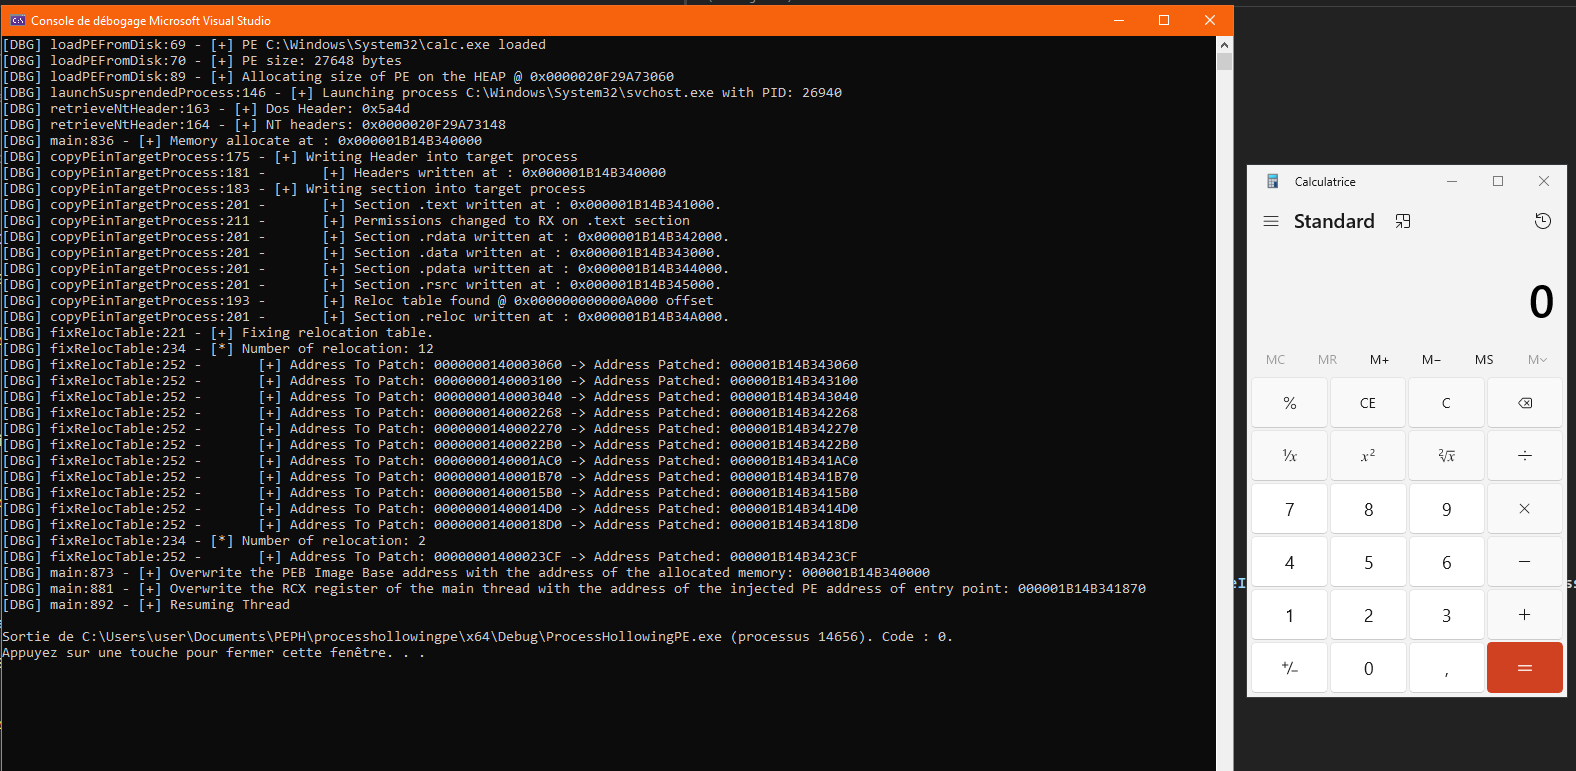 Console de débogage Microsoft Visual Studio
[DBG] loadPEFromDisk:69 - [+] PE C:\Windows\System32\calc.exe loaded
[DBG] loadPEFromDisk:70 - [+] PE size: 27648 bytes
[DBG] loadPEFromDisk:89 - [+] Allocating size of PE on the HEAP @ 0x0000020F29A73060
[DBG] launchSusprendedProcess:146 - [+] Launching process C:\Windows\System32\svchost.exe with PID: 26940
[DBG] retrieveNtHeader:163 - [+] Dos Header: 0x5a4d
[DBG] retrieveNtHeader:164 - [+] NT headers: 0x0000020F29A73148
[DBG] main:836 - [+] Memory allocate at : 0x000001B14B340000
[DBG] copyPEinTargetProcess:175 - [+] Writing Header into target process
[DBG] copyPEinTargetProcess:181 -       [+] Headers written at : 0x000001B14B340000
[DBG] copyPEinTargetProcess:183 - [+] Writing section into target process
[DBG] copyPEinTargetProcess:201 -       [+] Section .text written at : 0x000001B14B341000.
[DBG] copyPEinTargetProcess:211 -       [+] Permissions changed to RX on .text section
[DBG] copyPEinTargetProcess:201 -       [+] Section .rdata written at : 0x000001B14B342000.
[DBG] copyPEinTargetProcess:201 -       [+] Section .data written at : 0x000001B14B343000.
[DBG] copyPEinTargetProcess:201 -       [+] Section .pdata written at : 0x000001B14B344000.
[DBG] copyPEinTargetProcess:201 -       [+] Section .rsrc written at : 0x000001B14B345000.
[DBG] copyPEinTargetProcess:193 -       [+] Reloc table found @ 0x000000000000A000 offset
[DBG] copyPEinTargetProcess:201 -       [+] Section .reloc written at : 0x000001B14B34A000.
[DBG] fixRelocTable:221 - [+] Fixing relocation table.
[DBG] fixRelocTable:234 - [*] Number of relocation: 12
[DBG] fixRelocTable:252 -       [+] Address To Patch: 0000000140003060 -> Address Patched: 000001B14B343060
[DBG] fixRelocTable:252 -       [+] Address To Patch: 0000000140003100 -> Address Patched: 000001B14B343100
[DBG] fixRelocTable:252 -       [+] Address To Patch: 0000000140003040 -> Address Patched: 000001B14B343040
[DBG] fixRelocTable:252 -       [+] Address To Patch: 0000000140002268 -> Address Patched: 000001B14B342268
[DBG] fixRelocTable:252 -       [+] Address To Patch: 0000000140002270 -> Address Patched: 000001B14B342270
[DBG] fixRelocTable:252 -       [+] Address To Patch: 00000001400022B0 -> Address Patched: 000001B14B3422B0
[DBG] fixRelocTable:252 -       [+] Address To Patch: 0000000140001AC0 -> Address Patched: 000001B14B341AC0
[DBG] fixRelocTable:252 -       [+] Address To Patch: 0000000140001B70 -> Address Patched: 000001B14B341B70
[DBG] fixRelocTable:252 -       [+] Address To Patch: 00000001400015B0 -> Address Patched: 000001B14B3415B0
[DBG] fixRelocTable:252 -       [+] Address To Patch: 00000001400014D0 -> Address Patched: 000001B14B3414D0
[DBG] fixRelocTable:252 -       [+] Address To Patch: 00000001400018D0 -> Address Patched: 000001B14B3418D0
[DBG] fixRelocTable:234 - [*] Number of relocation: 2
[DBG] fixRelocTable:252 -       [+] Address To Patch: 00000001400023CF -> Address Patched: 000001B14B3423CF
[DBG] main:873 - [+] Overwrite the PEB Image Base address with the address of the allocated memory: 000001B14B340000
[DBG] main:881 - [+] Overwrite the RCX register of the main thread with the address of the injected PE address of entry point: 000001B14B341870
[DBG] main:892 - [+] Resuming Thread
Sortie de C:\Users\user\Documents\PEPH\processhollowingpe\x64\Debug\ProcessHollowingPE.exe (processus 14656). Code : 0.
Appuyez sur une touche pour fermer cette fenêtre. . .
Calculatrice
Standard
0
MC MR M+ M− MS M˅
% CE C
¹/x x² ²√x ÷
7 8 9 ×
4 5 6 −
1 2 3 +
+/− 0 , =